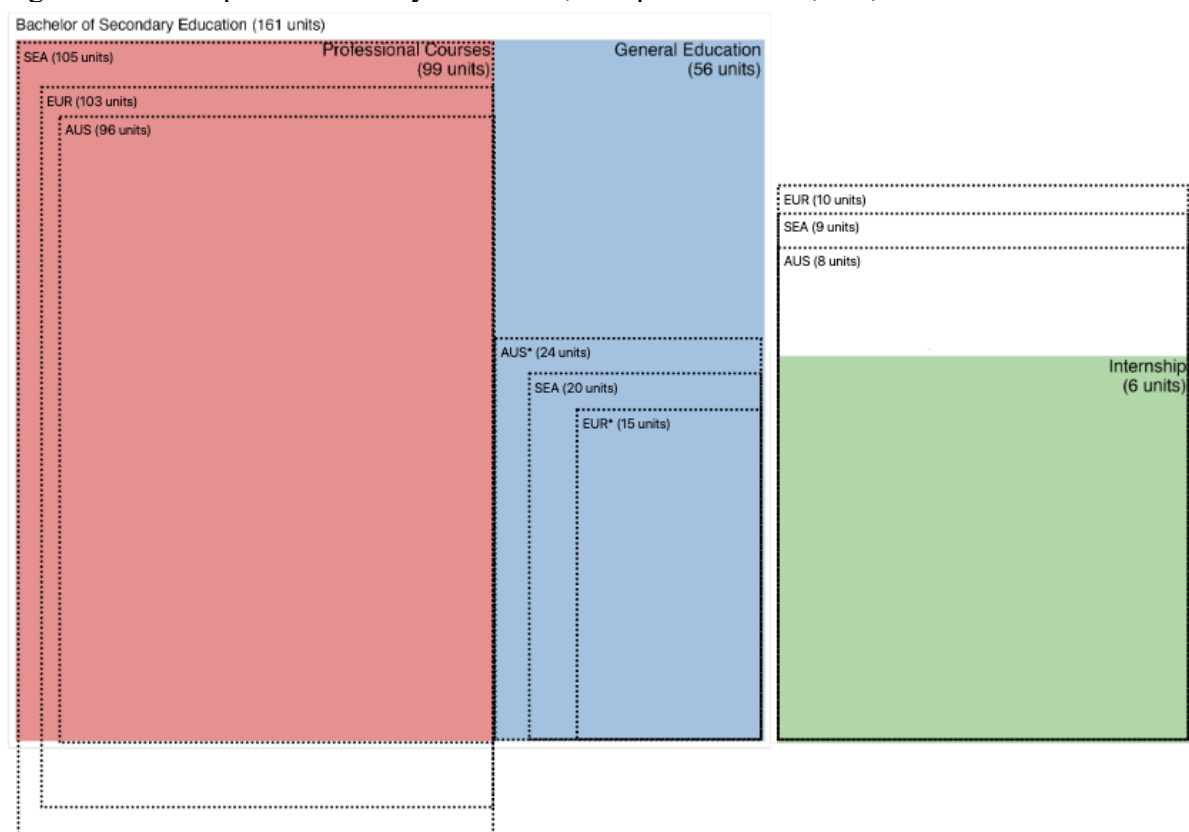 Bachelor of Secondary Education (161 units)
SEA (105 units)
Professional Courses
(99 units)
General Education
(56 units)
EUR (103 units)
AUS (96 units)
EUR (10 units)
SEA (9 units)
AUS (8 units)
AUS* (24 units)
SEA (20 units)
EUR* (15 units)
Internship
(6 units)